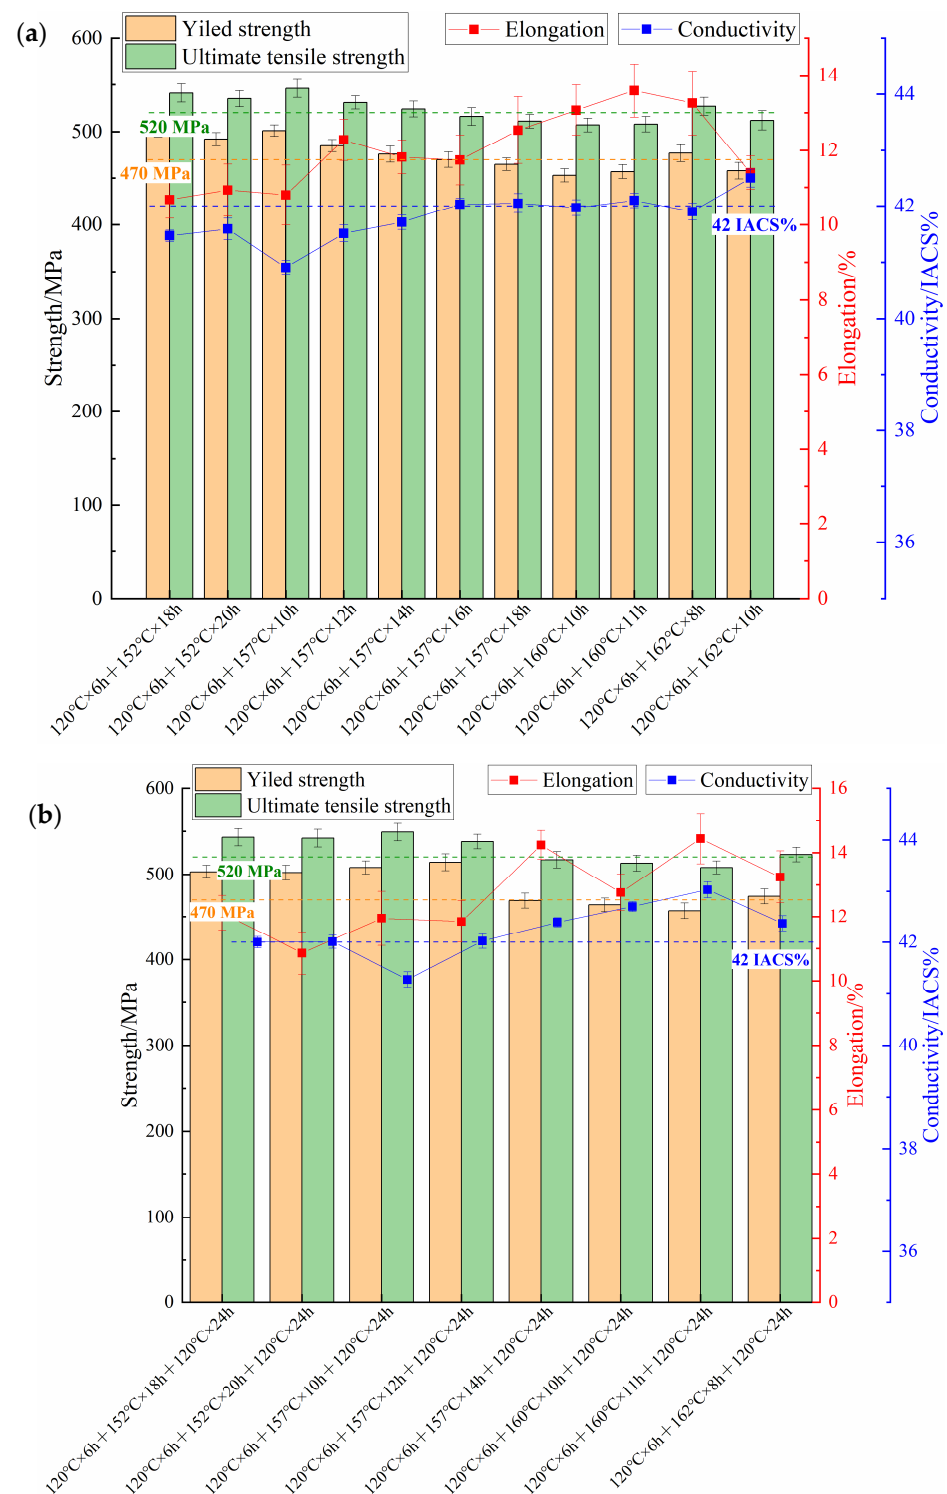 (a)
Yiled strength
Ultimate tensile strength
Elongation
Conductivity
600
500
400
300
200
100
0
Strength/MPa
520 MPa
470 MPa
42 IACS%
14
12
10
8
6
4
2
0
Elongation/%
44
42
40
38
36
Conductivity/IACS%
120℃×6h+152℃×18h
120℃×6h+152℃×20h
120℃×6h+157℃×10h
120℃×6h+157℃×12h
120℃×6h+157℃×14h
120℃×6h+157℃×16h
120℃×6h+157℃×18h
120℃×6h+160℃×10h
120℃×6h+160℃×11h
120℃×6h+162℃×8h
120℃×6h+162℃×10h
(b)
Yiled strength
Ultimate tensile strength
Elongation
Conductivity
600
500
400
300
200
100
0
Strength/MPa
520 MPa
470 MPa
42 IACS%
16
14
12
10
8
6
4
2
0
Elongation/%
44
42
40
38
36
Conductivity/IACS%
120℃×6h+152℃×18h+120℃×24h
120℃×6h+152℃×20h+120℃×24h
120℃×6h+157℃×10h+120℃×24h
120℃×6h+157℃×12h+120℃×24h
120℃×6h+157℃×14h+120℃×24h
120℃×6h+160℃×10h+120℃×24h
120℃×6h+160℃×11h+120℃×24h
120℃×6h+162℃×8h+120℃×24h